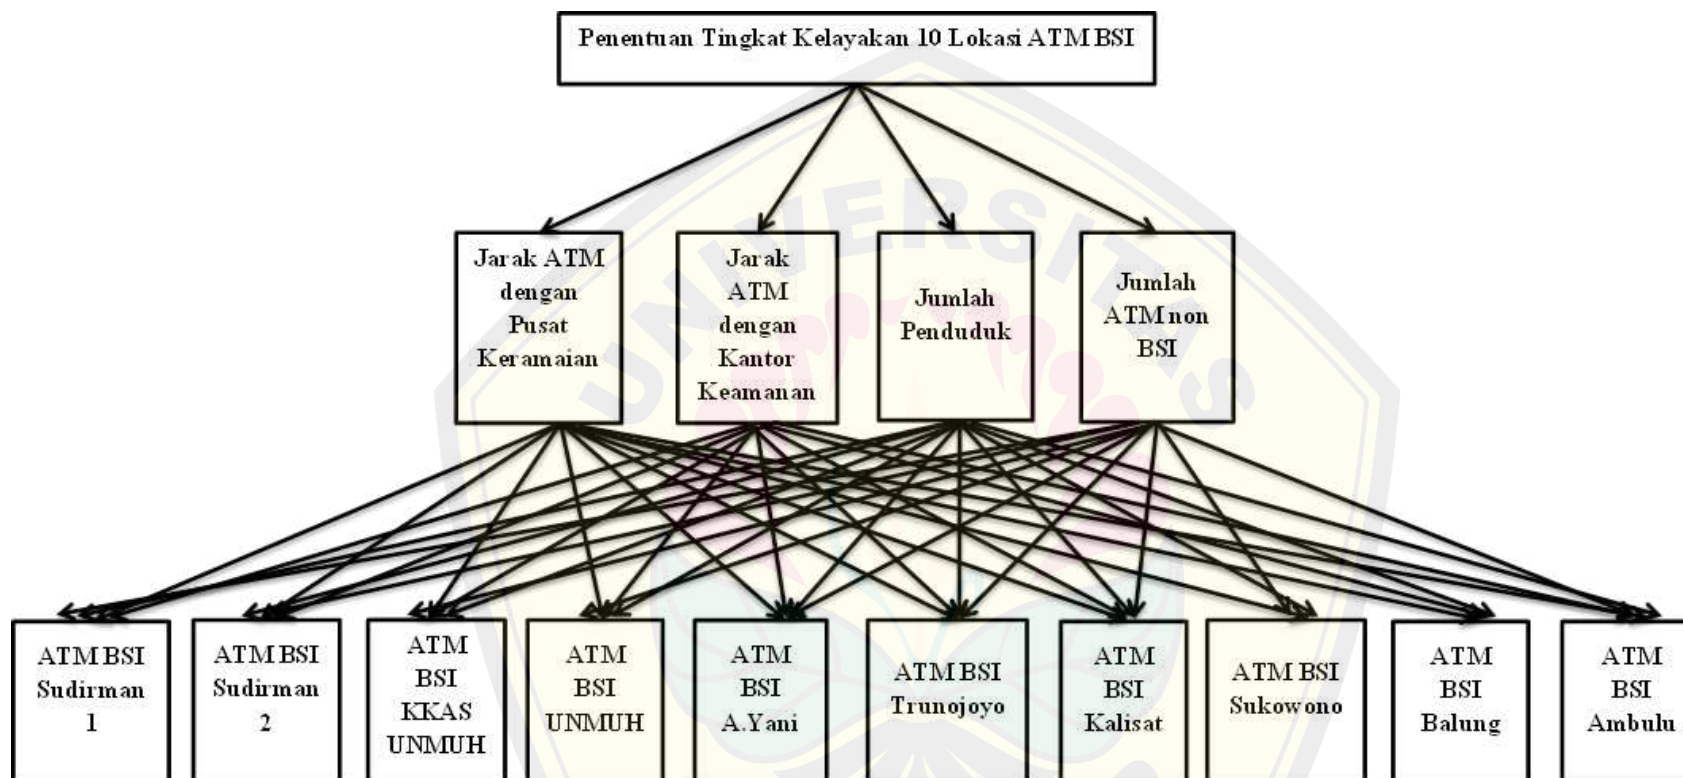 Penentuan Tingkat Kelayakan 10 Lokasi ATM BSI
Jarak ATM
dengan
Pusat
Keramaian
Jarak
ATM
dengan
Kantor
Keamanan
Jumlah
Penduduk
Jumlah
ATM non
BSI
UNIVERSITAS
ATM BSI
Sudirman
1
ATM BSI
Sudirman
2
ATM
BSI
KKAS
UNMUH
ATM
BSI
UNMUH
ATM
BSI
A.Yani
ATM BSI
Trunojoyo
ATM
BSI
Kalisat
ATM BSI
Sukowono
ATM
BSI
Balung
ATM
BSI
Ambulu